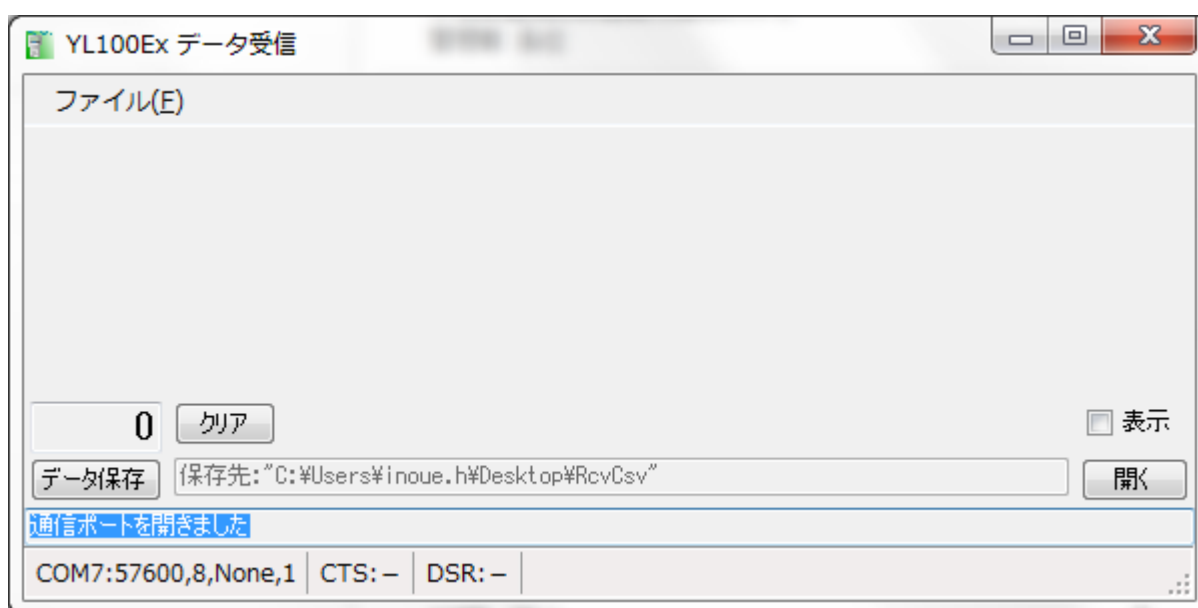 YL100Ex データ受信
ファイル(F)
0 クリア 表示
データ保存 保存先:"C:¥Users¥inoue.h¥Desktop¥RcvCsv" 開く
通信ポートを開きました
COM7:57600,8,None,1 CTS:− DSR:−